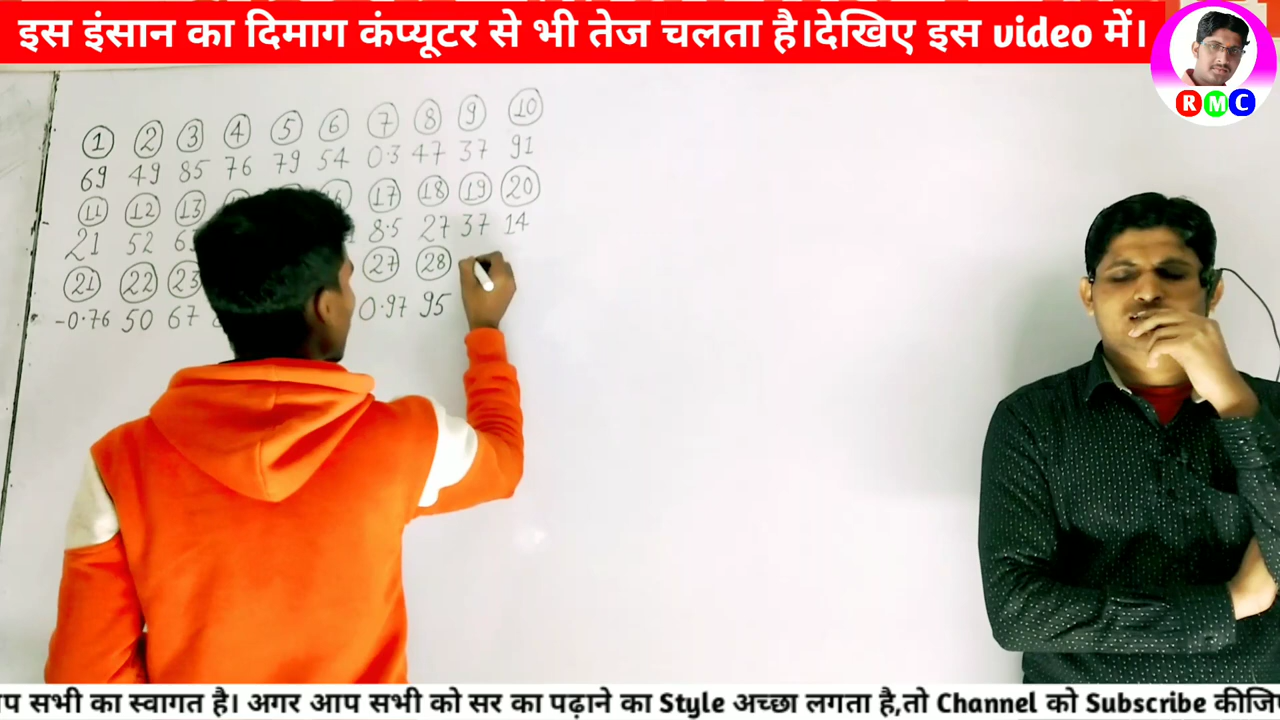 इस इंसान का दिमाग कंप्यूटर से भी तेज चलता है।देखिए इस video में।
R M C
1 2 3 4 5 6 7 8 9 10
69 49 85 76 79 54 0.3 47 37 91
11 12 13 17 18 19 20
21 52 8.5 27 37 14
21 22 23 27 28
-0.76 50 67 0.97 95
सभी का स्वागत है। अगर आप सभी को सर का पढ़ाने का Style अच्छा लगता है,तो Channel को Subscribe